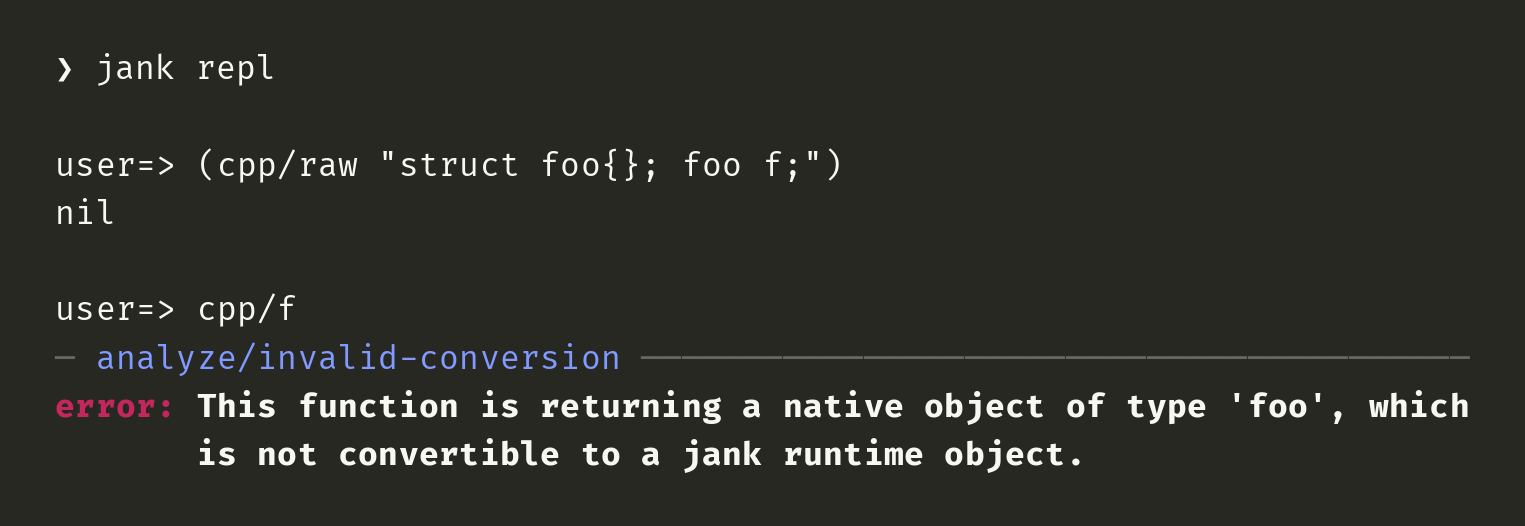 ❯ jank repl
user=> (cpp/raw "struct foo{}; foo f;")
nil
user=> cpp/f
─ analyze/invalid-conversion ─────────────────────────────────────────
error: This function is returning a native object of type 'foo', which
is not convertible to a jank runtime object.